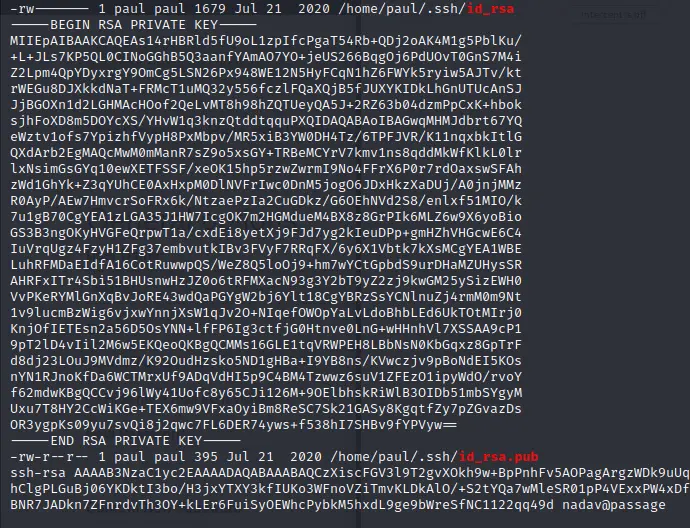 -rw------- 1 paul paul 1679 Jul 21  2020 /home/paul/.ssh/id_rsa
-----BEGIN RSA PRIVATE KEY-----
MIIEpAIBAAKCAQEAs14rHBRld5fU9oL1zpIfcPgaT54Rb+QDj2oAK4M1g5PblKu/
+L+JLs7KP5QL0CINoGGhB5Q3aanfYAmAO7YO+jeUS266BqgOj6PdUOvT0GnS7M4i
Z2Lpm4QpYDyxrgY9OmCg5LSN26Px948WE12N5HyFCqN1hZ6FWYk5ryiw5AJTv/kt
rWEGu8DJXkkdNaT+FRMcT1uMQ32y556fczlFQaXQjB5fJUXYKIDkLhGnUTUcAnSJ
JjBGOXn1d2LGHMAcHOof2QeLvMT8h98hZQTUeyQA5J+2RZ63b04dzmPpCxK+hbok
sjhFoXD8m5DOYcXS/YHvW1q3knzQtddtqquPXQIDAQABAoIBAGwqMHMJdbrt67YQ
eWztv1ofs7YpizhfVypH8PxMbpv/MR5xiB3YW0DH4Tz/6TPFJVR/K11nqxbkItlG
QXdArb2EgMAQcMwM0mManR7sZ9o5xsGY+TRBeMCYrV7kmv1ns8qddMkWfKlkL0lr
lxNsimGsGYq10ewXETFSSF/xeOK15hp5rzwZwrmI9No4FFrX6P0r7rdOaxswSFAh
zWd1GhYk+Z3qYUhCE0AxHxpM0DlNVFrIwc0DnM5jogO6JDxHkzXaDUj/A0jnjMMz
R0AyP/AEw7HmvcrSoFRx6k/NtzaePzIa2CuGDkz/G6OEhNVd2S8/enlxf51MIO/k
7u1gB70CgYEA1zLGA35J1HW7IcgOK7m2HGMdueM4BX8z8GrPIk6MLZ6w9X6yoBio
GS3B3ngOKyHVGFeQrpwT1a/cxdEi8yetXj9FJd7yg2kIeuDPp+gmHZhVHGcwE6C4
IuVrqUgz4FzyH1ZFg37embvutkIBv3FVyF7RRqFX/6y6X1Vbtk7kXsMCgYEA1WBE
LuhRFMDaEIdfA16CotRuwwpQS/WeZ8Q5loOj9+hm7wYCtGpbdS9urDHaMZUHysSR
AHRFxITr4Sbi51BHUsnwHzJZ0o6tRFMXacN93g3Y2bT9yZ2zj9kwGM25ySizEWH0
VvPKeRYMlGnXqBvJoRE43wdQaPGYgW2bj6Ylt18CgYBRzSsYCNlnuZj4rmM0m9Nt
1v9lucmBzWig6vjxwYnnjXsW1qJv2O+NIqefOWOpYaLvLdoBhbLEd6UkTOtMIrj0
KnjOfIETEsn2a56D5OsYNN+lfFP6Ig3ctfjG0Htnve0LnG+wHHnhVl7XSSAA9cP1
9pT2lD4vIil2M6w5EKQeoQKBgQCMMs16GLE1tqVRWPEH8LBbNsN0KbGqxz8GpTrF
d8dj23LOuJ9MVdmz/K92OudHzsko5ND1gHBa+I9YB8ns/KVwczjv9pBoNdEI5KOs
nYN1RJnoKfDa6WCTMrxUf9ADqVdHI5p9C4BM4Tzwwz6suV1ZFEzO1ipyWdO/rvoY
f62mdwKBgQCCvj96lWy41Uofc8y65CJi126M+9OElbhskRiWlB3OIDb51mbSYgyM
Uxu7T8HY2CcWiKGe+TEX6mw9VFxaOyiBm8ReSC7Sk21GASy8KgqtfZy7pZGvazDs
OR3ygpKs09yu7svQi8j2qwc7FL6DER74yws+f538hI7SHBv9fYPVyw==
-----END RSA PRIVATE KEY-----
-rw-r--r-- 1 paul paul 395 Jul 21  2020 /home/paul/.ssh/id_rsa.pub
ssh-rsa AAAAB3NzaC1yc2EAAAADAQABAAABAQCzXiscFGV3l9T2gvXOkh9w+BpPnhFv5AOPagArgzWDk9uUq
hClgPLGuBj06YKDktI3bo/H3jxYTXY3kfIUKo3WFnoVZiTmvKLDkAlO/+S2tYQa7wMleSR01pP4VExxPW4xDf
BNR7JADkn7ZFnrdvTh3OY+kLEr6FuiSyOEWhcPybkM5hxdL9ge9bWreSfNC1122qq49d nadav@passage